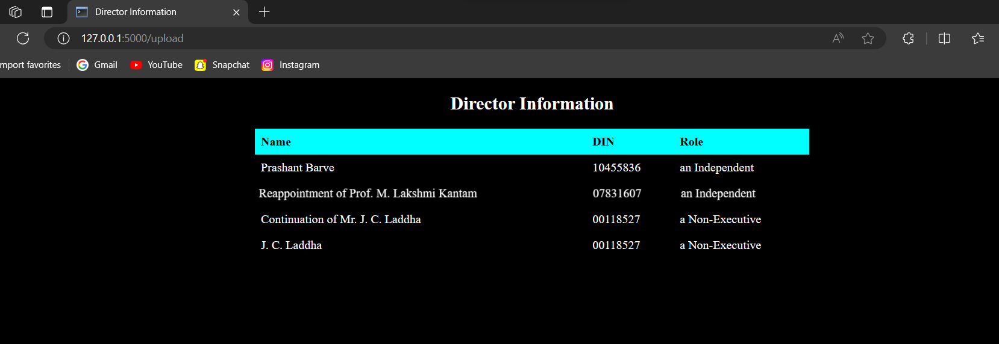 Director Information
127.0.0.1:5000/upload
mport favorites Gmail YouTube Snapchat Instagram
Director Information
Name DIN Role
Prashant Barve 10455836 an Independent
Reappointment of Prof. M. Lakshmi Kantam 07831607 an Independent
Continuation of Mr. J. C. Laddha 00118527 a Non-Executive
J. C. Laddha 00118527 a Non-Executive